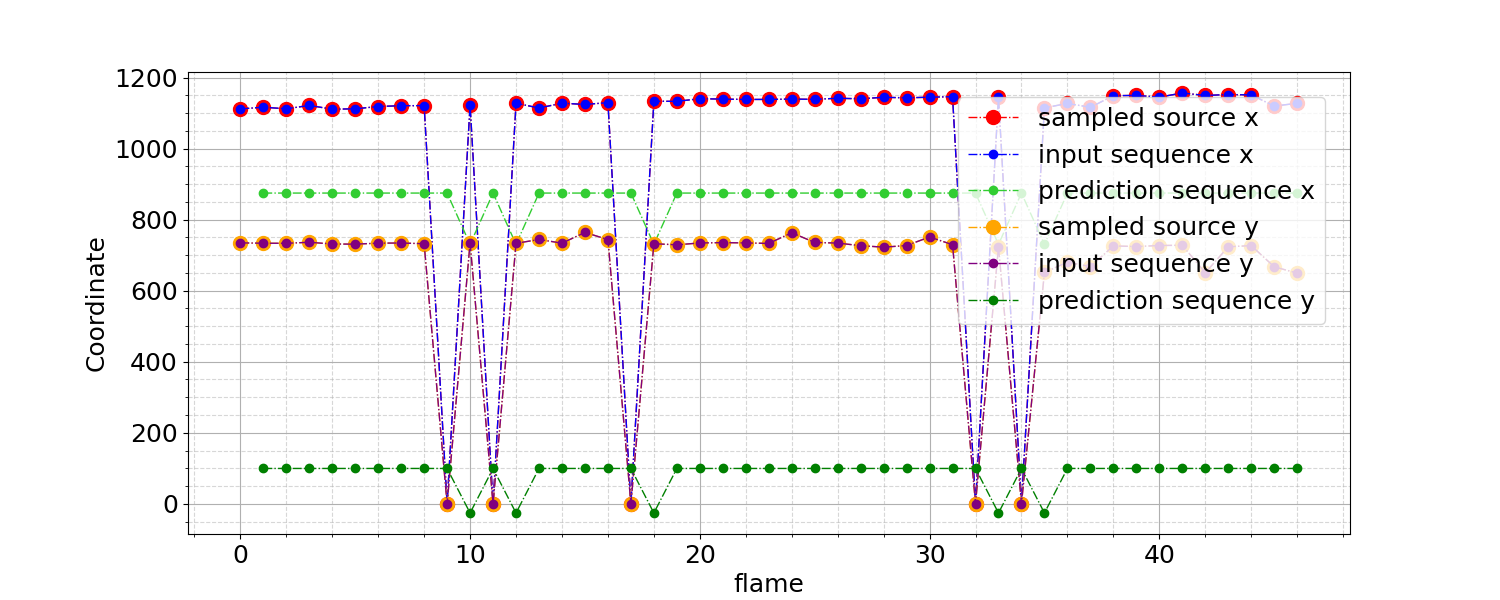 1200
1000
800
600
400
200
0
Coordinate
sampled source x
input sequence x
prediction sequence x
sampled source y
input sequence y
prediction sequence y
0 10 20 30 40
flame